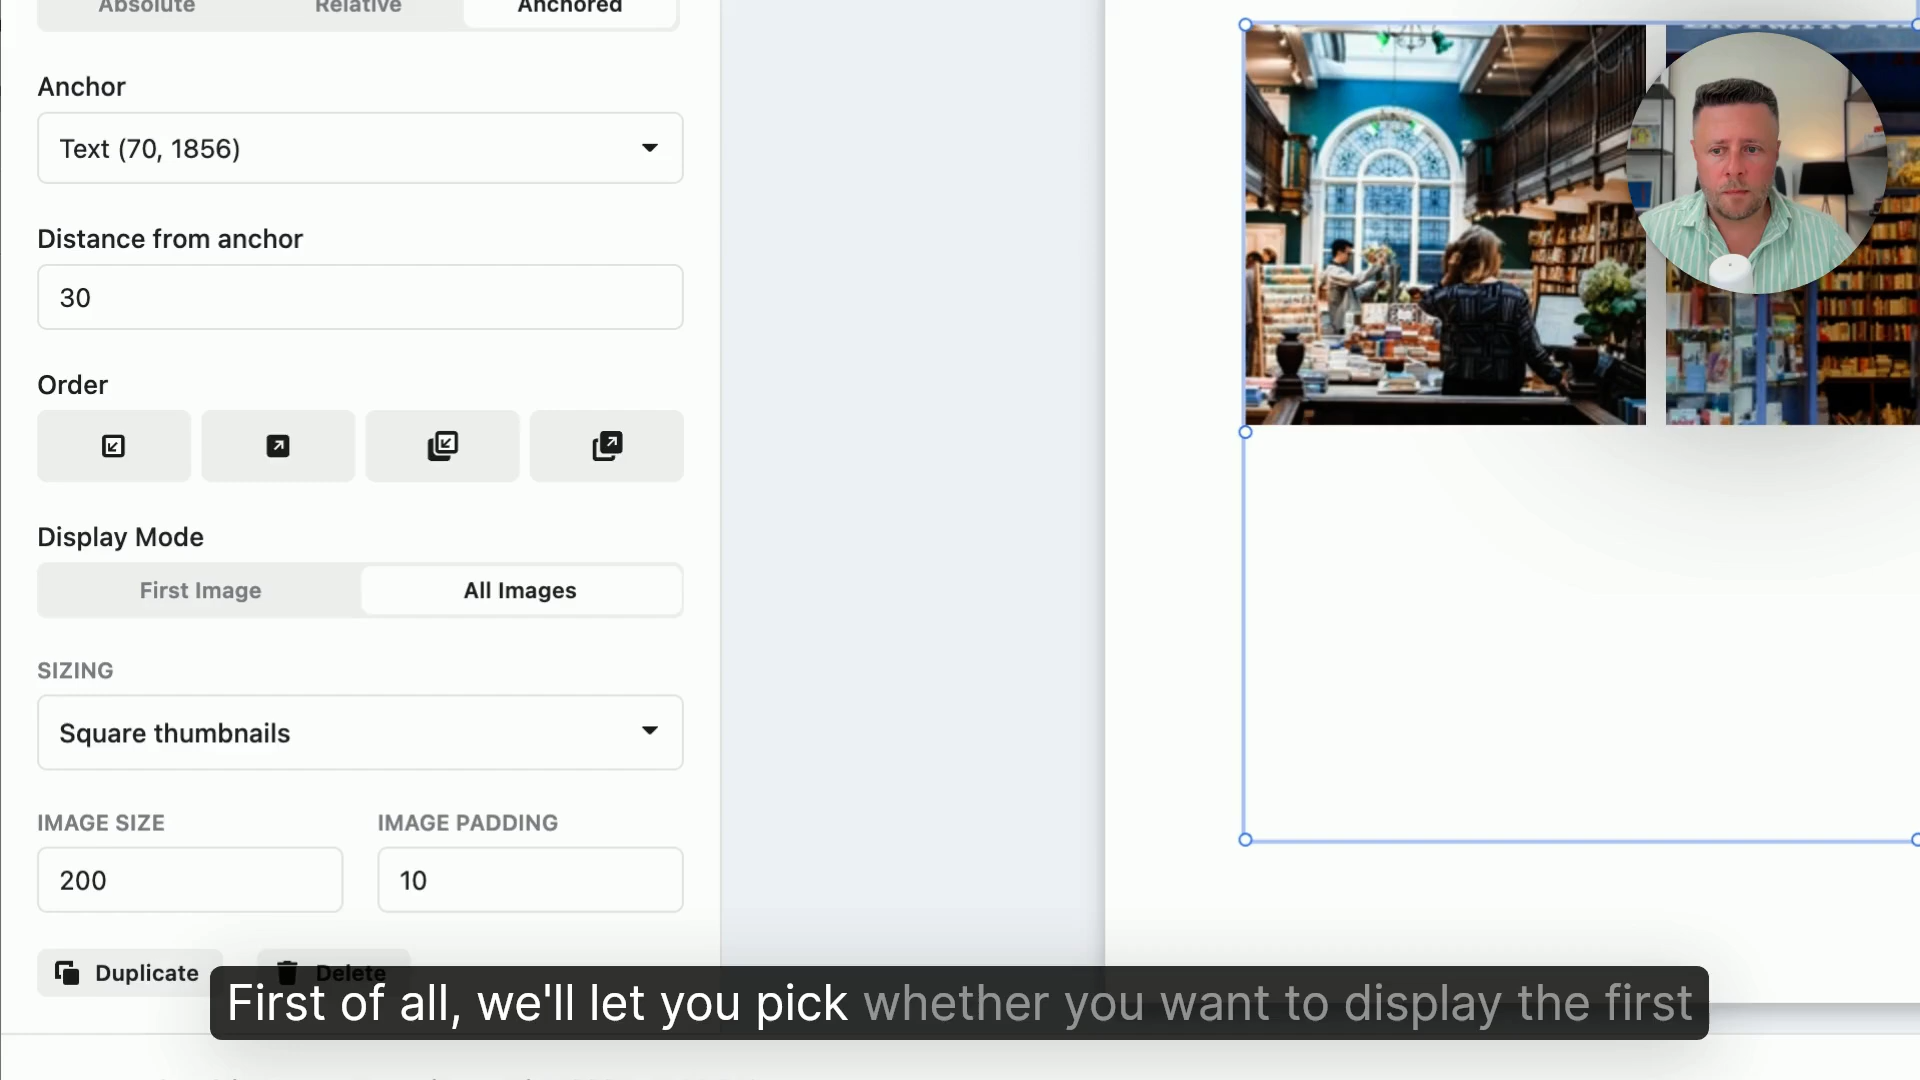 Absolute Relative Anchored
Anchor
Text (70, 1856)
Distance from anchor
30
Order
Display Mode
First Image All Images
SIZING
Square thumbnails
IMAGE SIZE IMAGE PADDING
200 10
Duplicate Delete
First of all, we'll let you pick whether you want to display the first